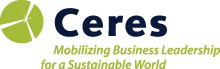 Ceres
Mobilizing Business Leadership
for a Sustainable World